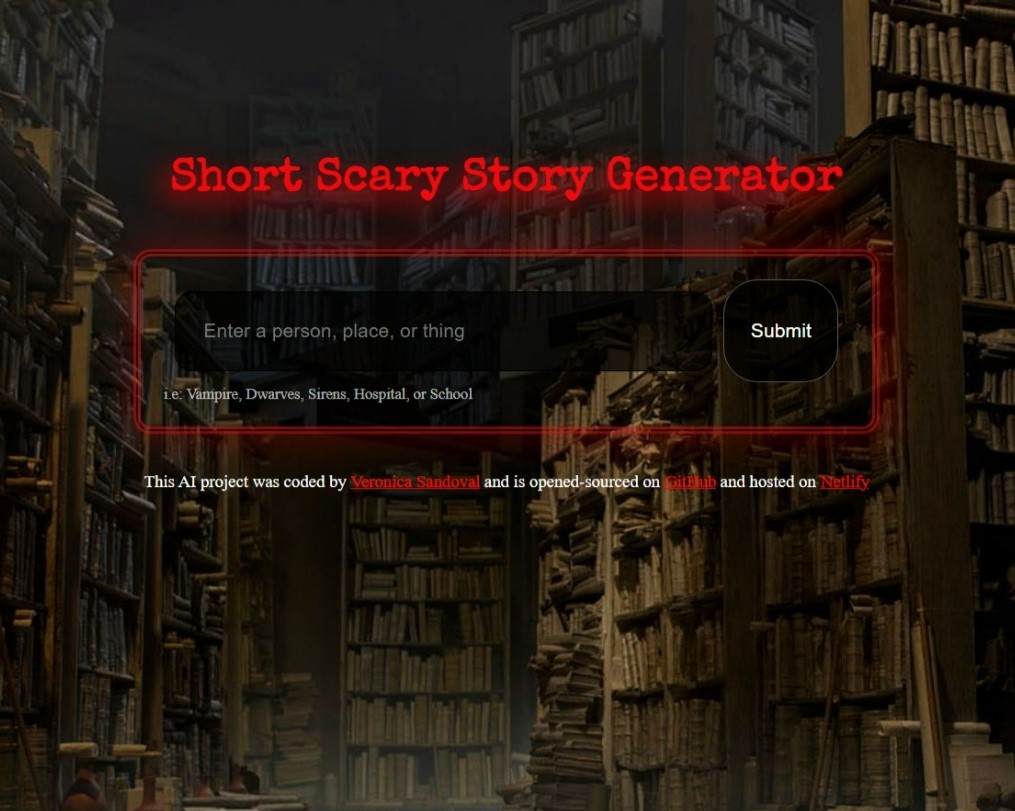 Short Scary Story Generator
Enter a person, place, or thing
Submit
i.e: Vampire, Dwarves, Sirens, Hospital, or School
This AI project was coded by Veronica Sandoval and is opened-sourced on GitHub and hosted on Netlify